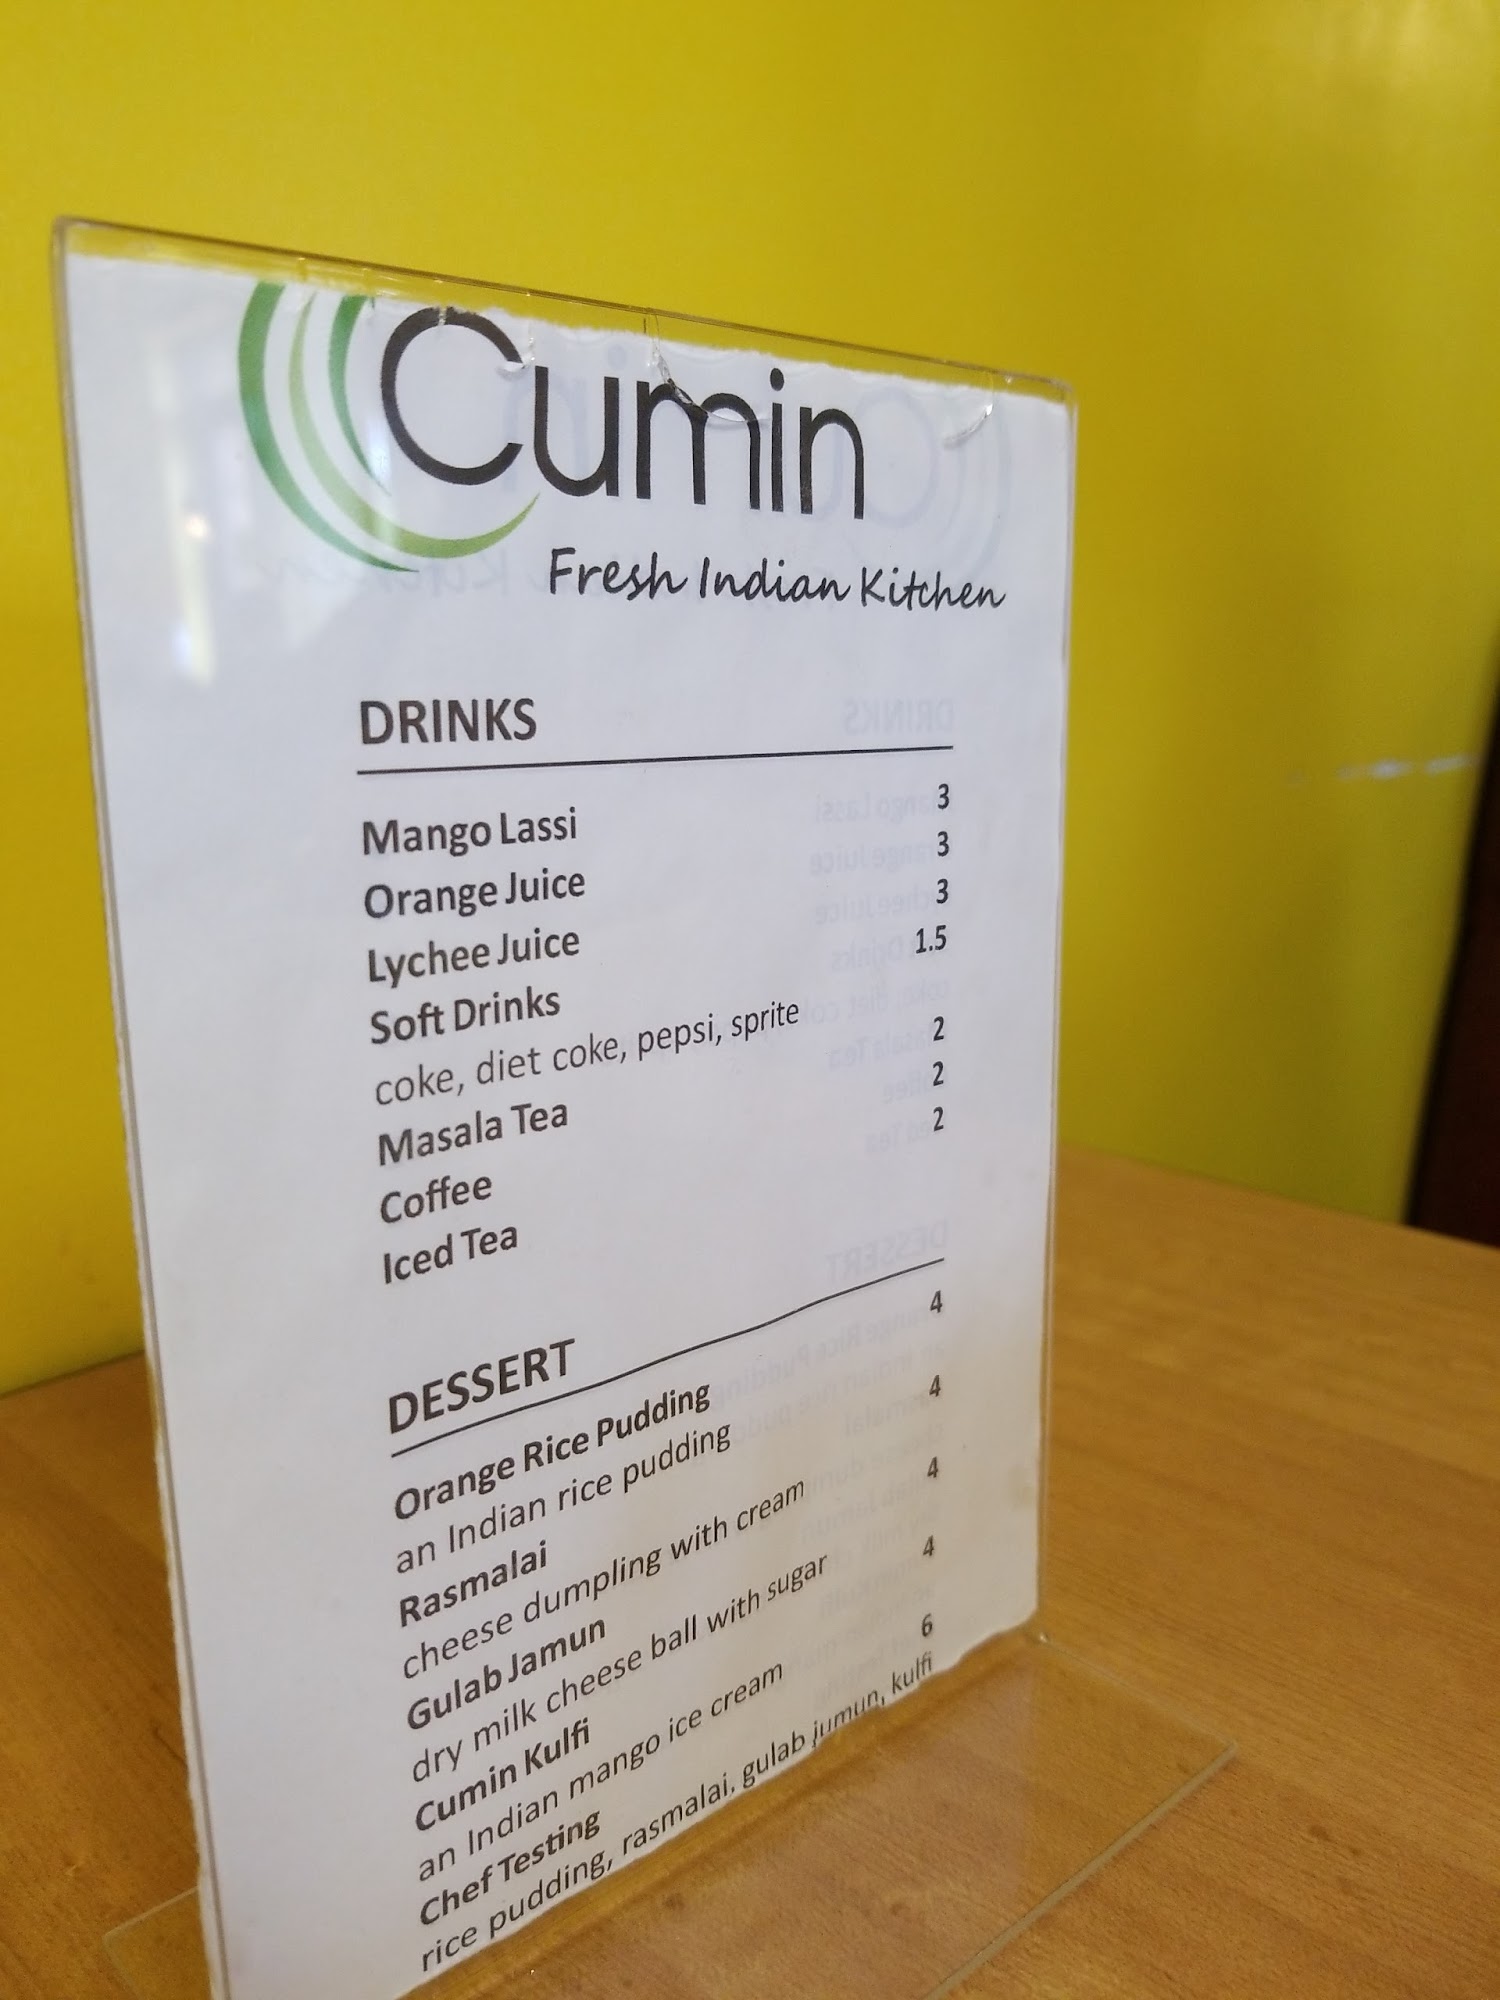 Cumin
Fresh Indian Kitchen
DRINKS
Mango Lassi 3
Orange Juice 3
Lychee Juice 3
Soft Drinks 1.5
coke, diet coke, pepsi, sprite
Masala Tea 2
Coffee 2
Iced Tea 2
DESSERT
Orange Rice Pudding 4
an Indian rice pudding
Rasmalai 4
cheese dumpling with cream
Gulab Jamun 4
dry milk cheese ball with sugar
Cumin Kulfi 4
an Indian mango ice cream
Chef Testing 6
rice pudding, rasmalai, gulab jumun, kulfi